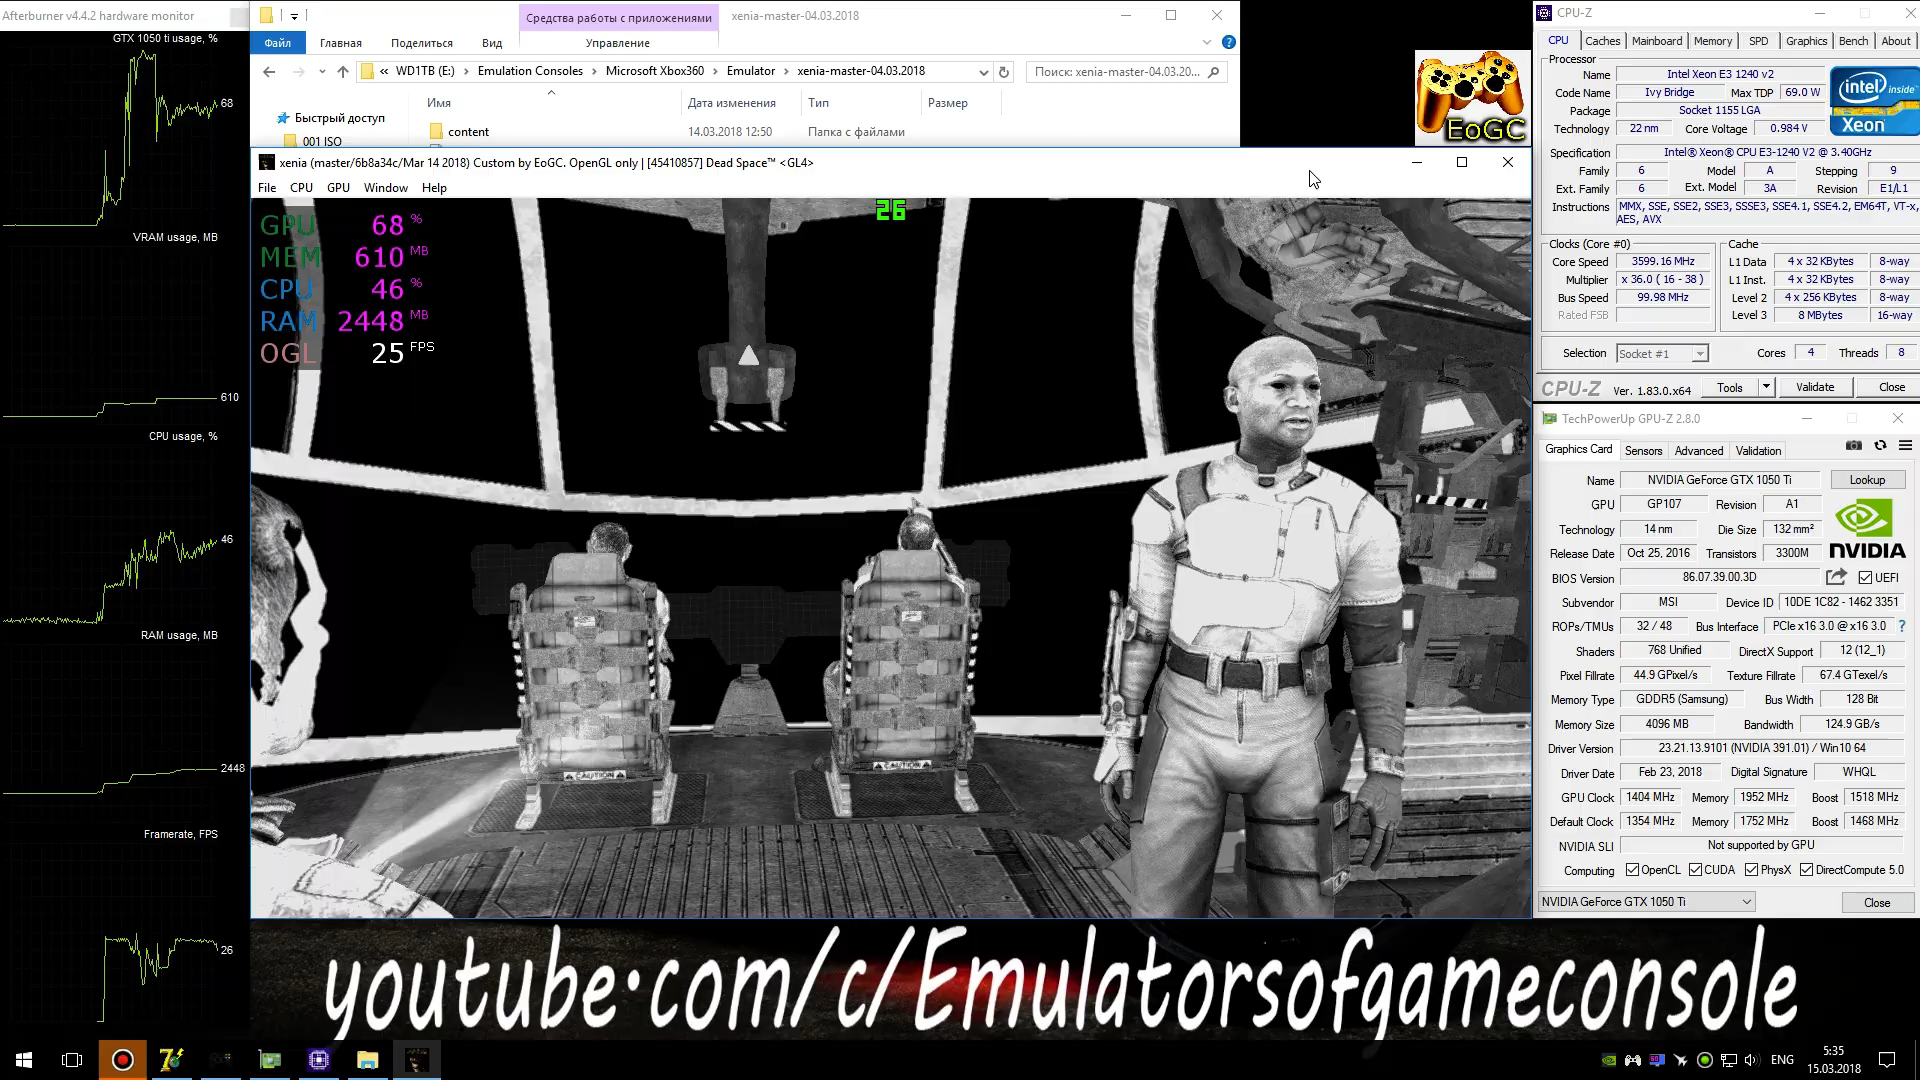 Afterburner v4.4.2 hardware monitor
GTX 1050 ti usage, %
68
VRAM usage, MB
610
CPU usage, %
46
RAM usage, MB
2448
Framerate, FPS
26
Средства работы с приложениями
xenia-master-04.03.2018
Файл
Главная
Поделиться
Вид
Управление
« WD1TB (E:) > Emulation Consoles > Microsoft Xbox360 > Emulator > xenia-master-04.03.2018
Поиск: xenia-master-04.03.20...
Имя
Дата изменения
Тип
Размер
Быстрый доступ
001 ISO
content
14.03.2018 12:50
Папка с файлами
EoGC
xenia (master/6b8a34c/Mar 14 2018) Custom by EoGC. OpenGL only | [45410857] Dead Space™ <GL4>
File CPU GPU Window Help
26
GPU 68 %
MEM 610 MB
CPU 46 %
RAM 2448 MB
OGL 25 FPS
CAUTION
CAUTION
CPU-Z
CPU Caches Mainboard Memory SPD Graphics Bench About
Processor
Name Intel Xeon E3 1240 v2
Code Name Ivy Bridge Max TDP 69.0 W
Package Socket 1155 LGA
Technology 22 nm Core Voltage 0.984 V
intel inside™
Xeon
Specification Intel® Xeon® CPU E3-1240 V2 @ 3.40GHz
Family 6 Model A Stepping 9
Ext. Family 6 Ext. Model 3A Revision E1/L1
Instructions MMX, SSE, SSE2, SSE3, SSSE3, SSE4.1, SSE4.2, EM64T, VT-x,
AES, AVX
Clocks (Core #0)
Core Speed 3599.16 MHz
Multiplier x 36.0 ( 16 - 38 )
Bus Speed 99.98 MHz
Rated FSB
Cache
L1 Data 4 x 32 KBytes 8-way
L1 Inst. 4 x 32 KBytes 8-way
Level 2 4 x 256 KBytes 8-way
Level 3 8 MBytes 16-way
Selection Socket #1 Cores 4 Threads 8
CPU-Z Ver. 1.83.0.x64 Tools Validate Close
TechPowerUp GPU-Z 2.8.0
Graphics Card Sensors Advanced Validation
Name NVIDIA GeForce GTX 1050 Ti Lookup
GPU GP107 Revision A1
Technology 14 nm Die Size 132 mm²
Release Date Oct 25, 2016 Transistors 3300M
NVIDIA
BIOS Version 86.07.39.00.3D UEFI
Subvendor MSI Device ID 10DE 1C82 - 1462 3351
ROPs/TMUs 32 / 48 Bus Interface PCIe x16 3.0 @ x16 3.0 ?
Shaders 768 Unified DirectX Support 12 (12_1)
Pixel Fillrate 44.9 GPixel/s Texture Fillrate 67.4 GTexel/s
Memory Type GDDR5 (Samsung) Bus Width 128 Bit
Memory Size 4096 MB Bandwidth 124.9 GB/s
Driver Version 23.21.13.9101 (NVIDIA 391.01) / Win10 64
Driver Date Feb 23, 2018 Digital Signature WHQL
GPU Clock 1404 MHz Memory 1952 MHz Boost 1518 MHz
Default Clock 1354 MHz Memory 1752 MHz Boost 1468 MHz
NVIDIA SLI Not supported by GPU
Computing OpenCL CUDA PhysX DirectCompute 5.0
NVIDIA GeForce GTX 1050 Ti Close
youtube.com/c/Emulatorsofgameconsole
ENG
5:35
15.03.2018